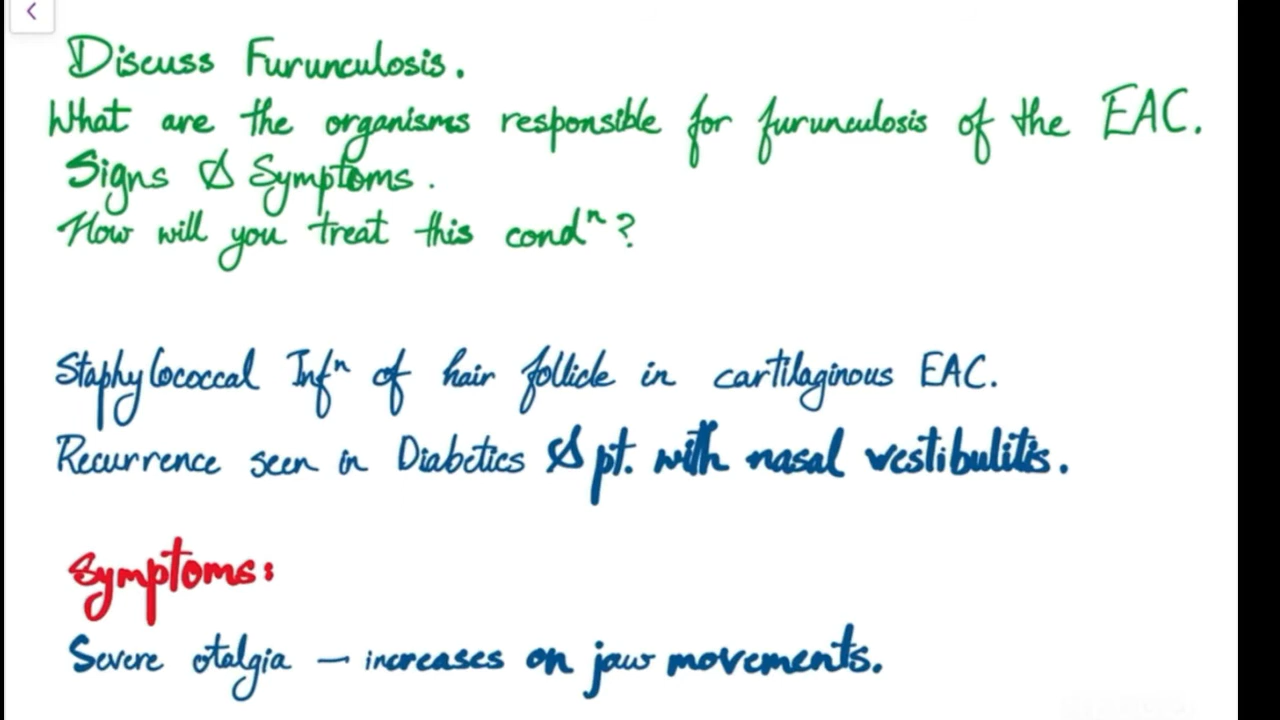 Discuss Furunculosis.
What are the organisms responsible for furunculosis of the EAC.
Signs & Symptoms.
How will you treat this condⁿ?
Staphylococcal Infⁿ of hair follicle in cartilaginous EAC.
Recurrence seen in Diabetics & pt. with nasal vestibulitis.
Symptoms:
Severe otalgia — increases on jaw movements.